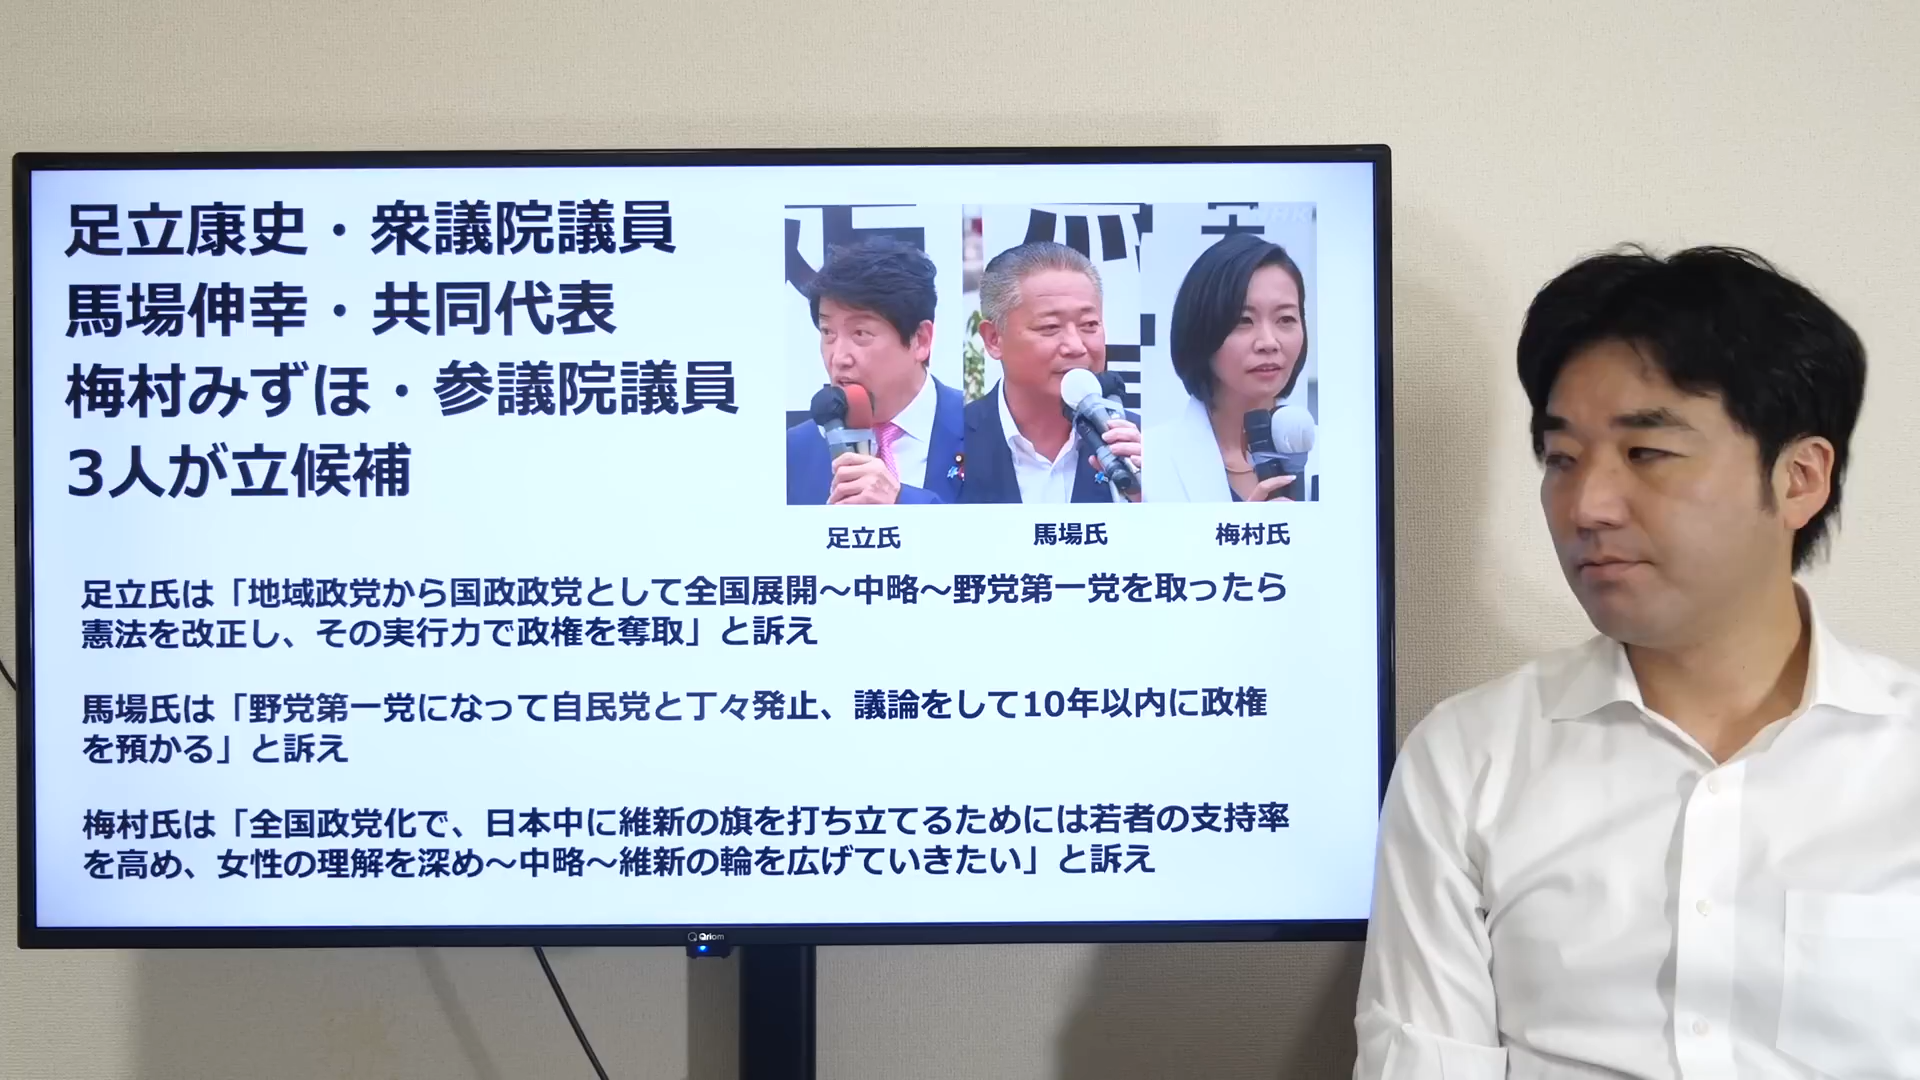 足立康史・衆議院議員
馬場伸幸・共同代表
梅村みずほ・参議院議員
3人が立候補
足立氏
馬場氏
梅村氏
足立氏は「地域政党から国政政党として全国展開～中略～野党第一党を取ったら
憲法を改正し、その実行力で政権を奪取」と訴え
馬場氏は「野党第一党になって自民党と丁々発止、議論をして10年以内に政権
を預かる」と訴え
梅村氏は「全国政党化で、日本中に維新の旗を打ち立てるためには若者の支持率
を高め、女性の理解を深め～中略～維新の輪を広げていきたい」と訴え
Qriom